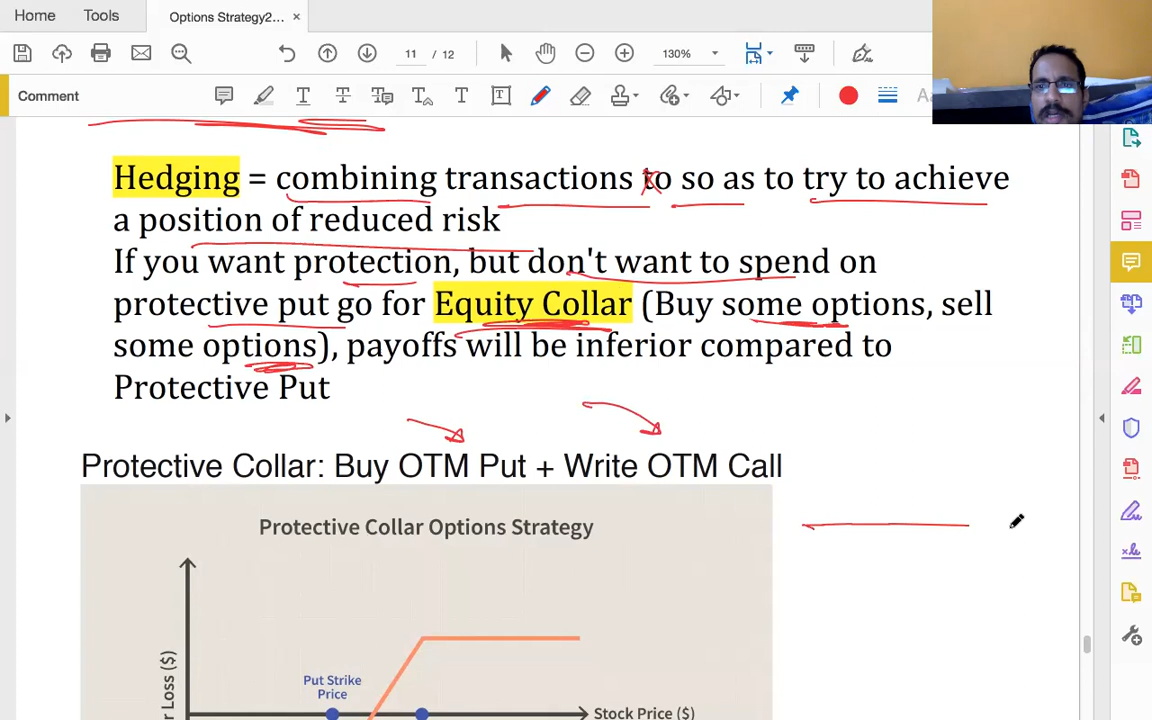 Home
Tools
Options Strategy2...
11 / 12
130%
Comment
Hedging = combining transactions to so as to try to achieve
a position of reduced risk
If you want protection, but don't want to spend on
protective put go for Equity Collar (Buy some options, sell
some options), payoffs will be inferior compared to
Protective Put
Protective Collar: Buy OTM Put + Write OTM Call
Protective Collar Options Strategy
Put Strike
Price
r Loss ($)
Stock Price ($)